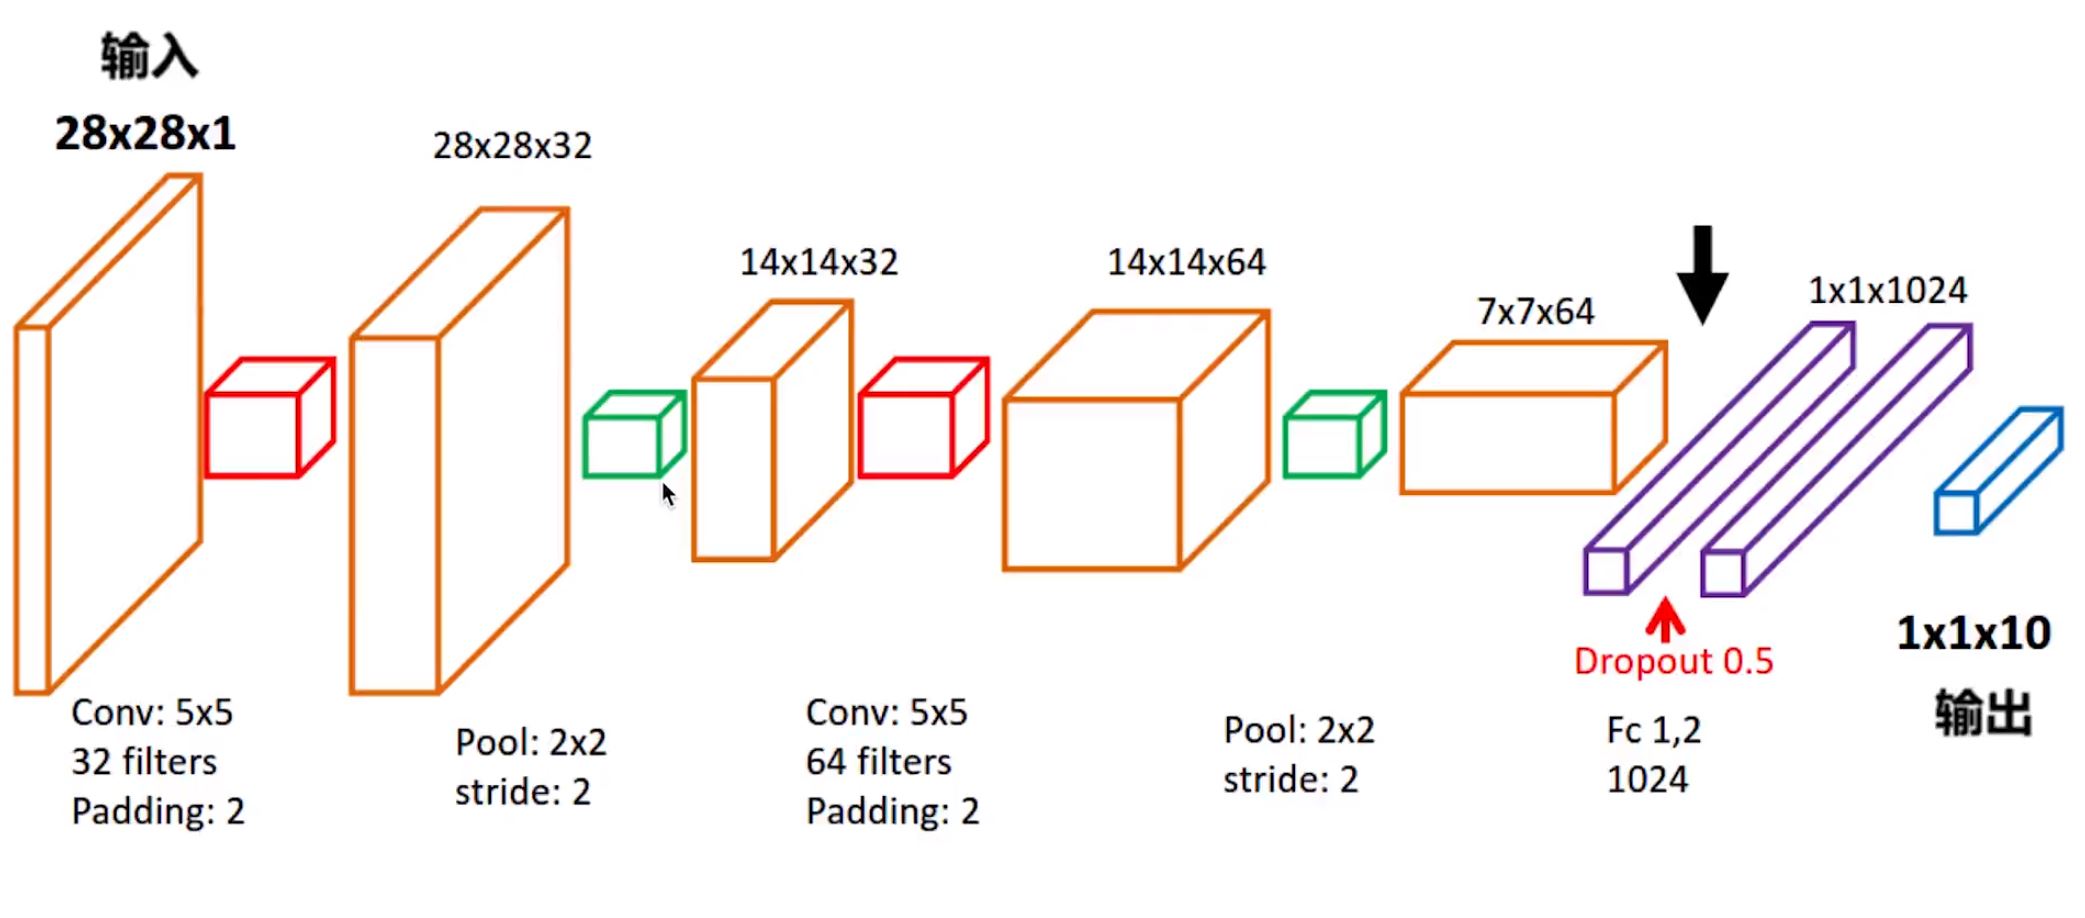 输入
28x28x1
28x28x32
14x14x32
14x14x64
7x7x64
1x1x1024
Conv: 5x5
32 filters
Padding: 2
Pool: 2x2
stride: 2
Conv: 5x5
64 filters
Padding: 2
Pool: 2x2
stride: 2
Dropout 0.5
Fc 1,2
1024
1x1x10
输出